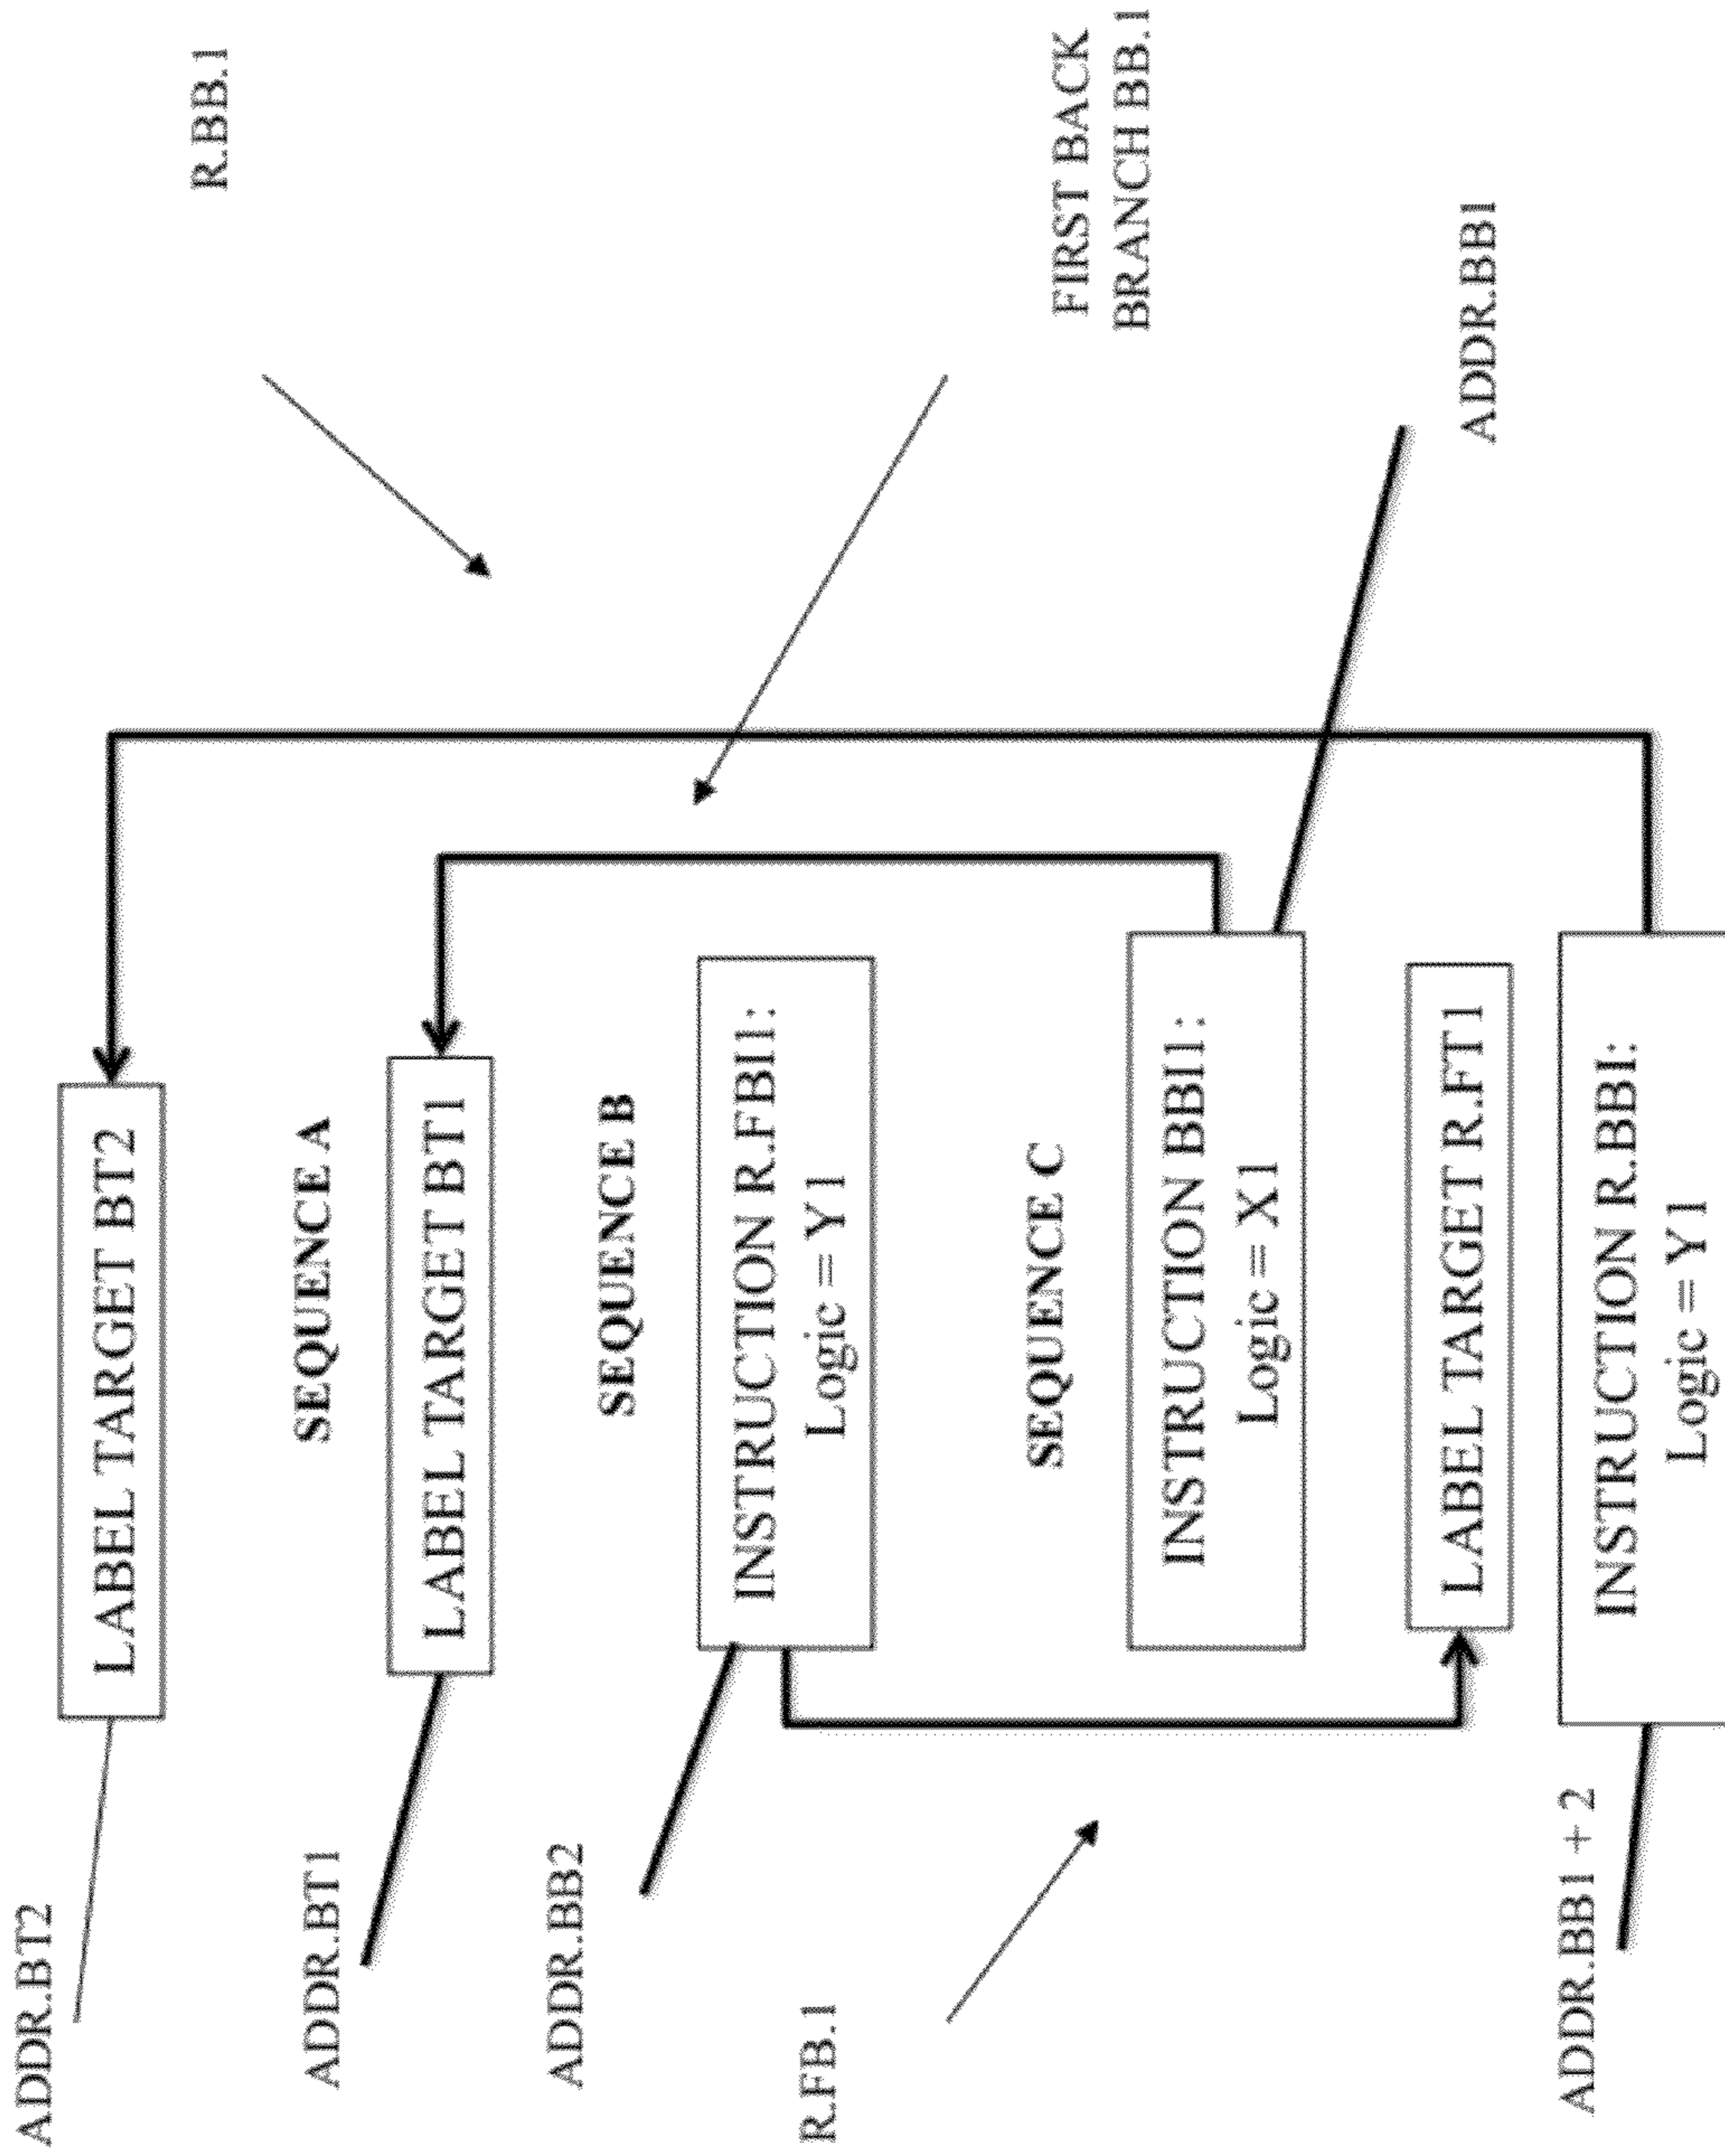 ADDR.BT2
LABEL TARGET BT2
R.BB.1
SEQUENCE A
ADDR.BT1
LABEL TARGET BT1
SEQUENCE B
ADDR.BB2
INSTRUCTION R.FBI1:
Logic = Y1
R.FB.1
SEQUENCE C
FIRST BACK
BRANCH BB.1
INSTRUCTION BBI1:
Logic = X1
ADDR.BB1
LABEL TARGET R.FT1
ADDR.BB1 + 2
INSTRUCTION R.BBI:
Logic = Y1